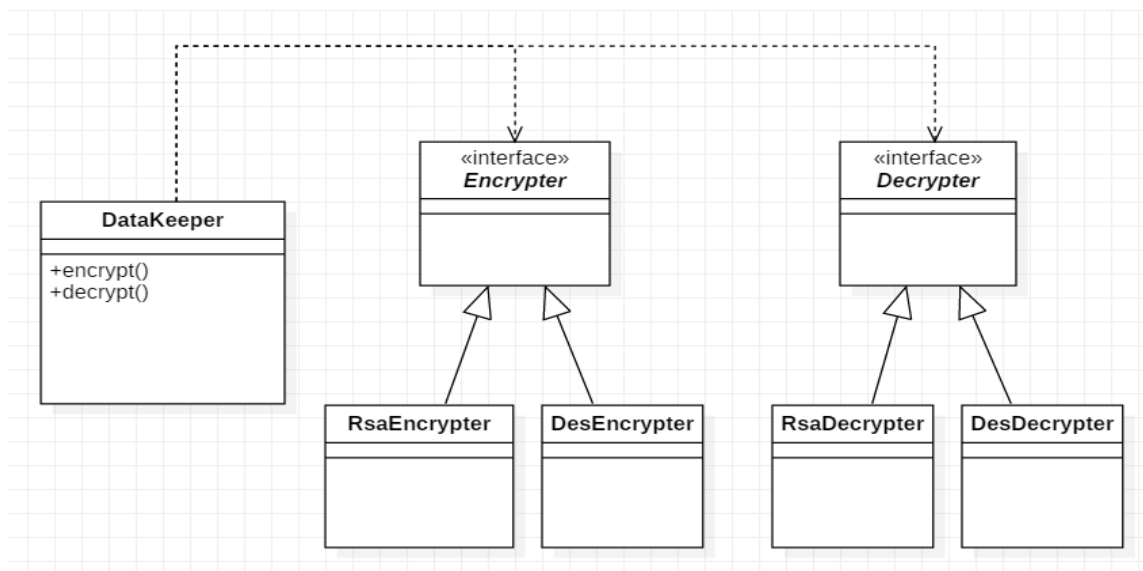 «interface»
Encrypter
«interface»
Decrypter
DataKeeper
+encrypt()
+decrypt()
RsaEncrypter
DesEncrypter
RsaDecrypter
DesDecrypter